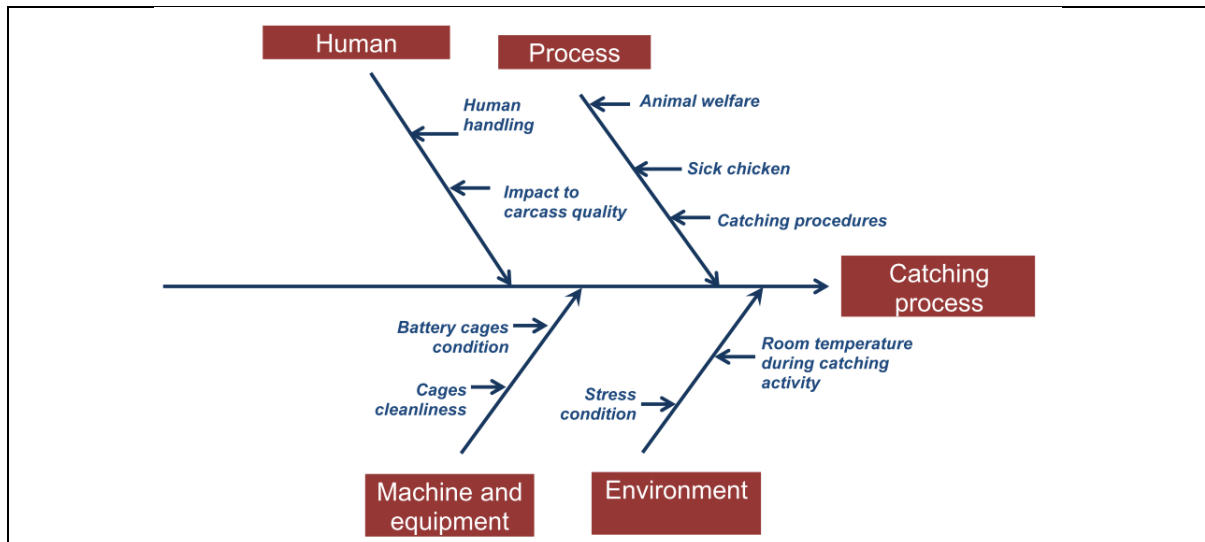 Human
Process
Human
handling
Impact to
carcass quality
Animal welfare
Sick chicken
Catching procedures
Catching
process
Battery cages
condition
Cages
cleanliness
Room temperature
during catching
activity
Stress
condition
Machine and
equipment
Environment